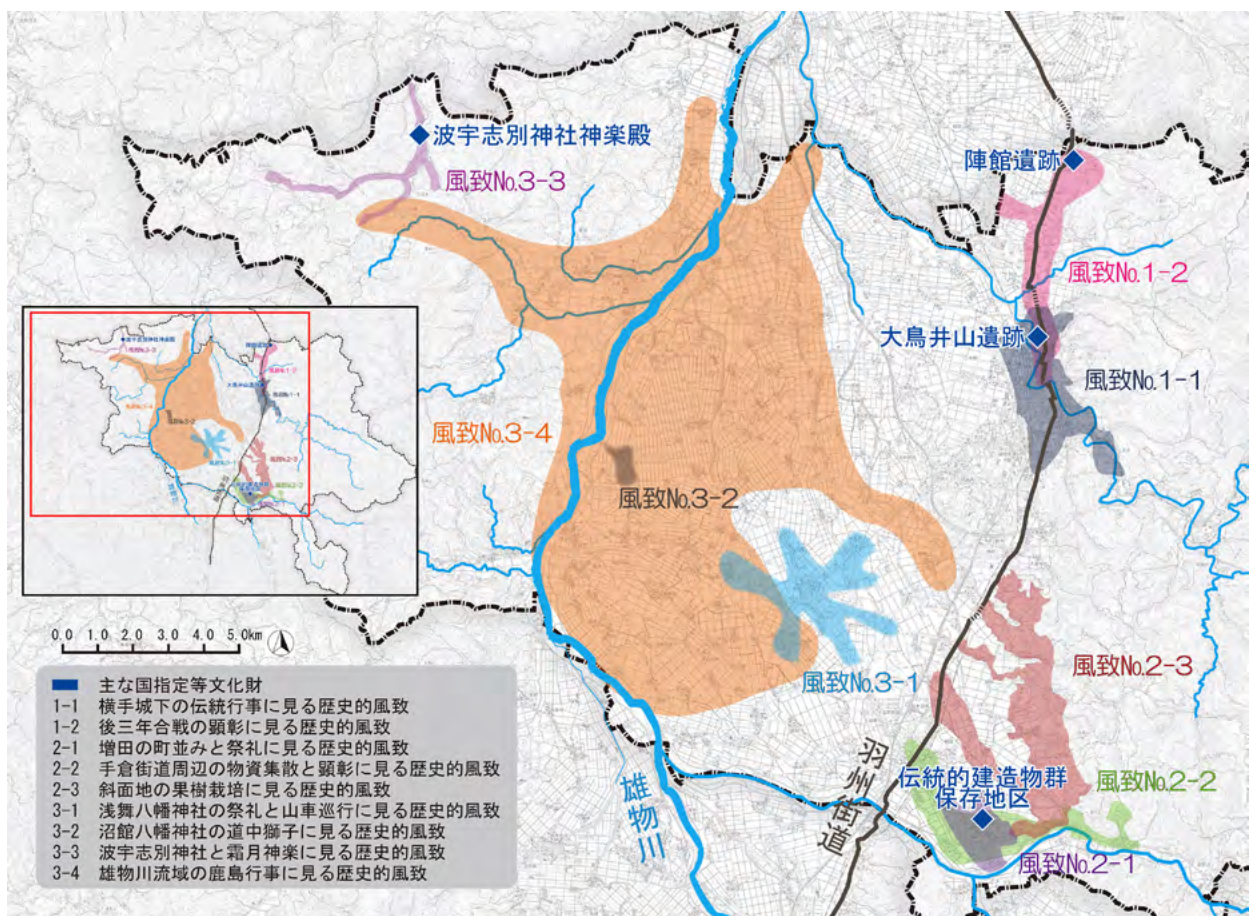 波宇志別神社神楽殿
風致No.3-3
陣館遺跡
風致No.1-2
大鳥井山遺跡
風致No.1-1
風致No.3-4
風致No.3-2
風致No.3-1
風致No.2-3
羽州街道
雄物川
伝統的建造物群
保存地区
風致No.2-2
風致No.2-1
0.0 1.0 2.0 3.0 4.0 5.0km
主な国指定等文化財
1-1 横手城下の伝統行事に見る歴史的風致
1-2 後三年合戦の顕彰に見る歴史的風致
2-1 増田の町並みと祭礼に見る歴史的風致
2-2 手倉街道周辺の物資集散と顕彰に見る歴史的風致
2-3 斜面地の果樹栽培に見る歴史的風致
3-1 浅舞八幡神社の祭礼と山車巡行に見る歴史的風致
3-2 沼館八幡神社の道中獅子に見る歴史的風致
3-3 波宇志別神社と霜月神楽に見る歴史的風致
3-4 雄物川流域の鹿島行事に見る歴史的風致